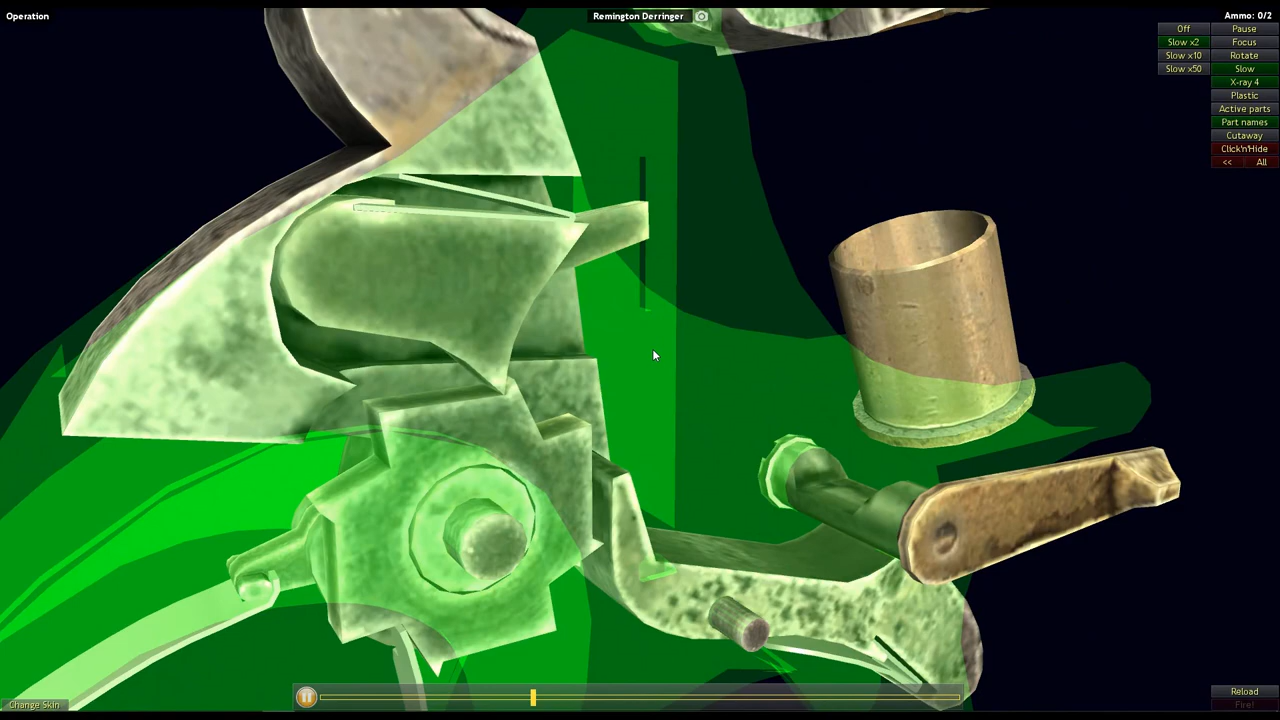 Operation
Remington Derringer
Ammo: 0/2
Off
Pause
Slow x2
Focus
Slow x10
Rotate
Slow x50
Slow
X-ray 4
Plastic
Active parts
Part names
Cutaway
Click'n'Hide
<< All
Reload
Change Skin
Fire!